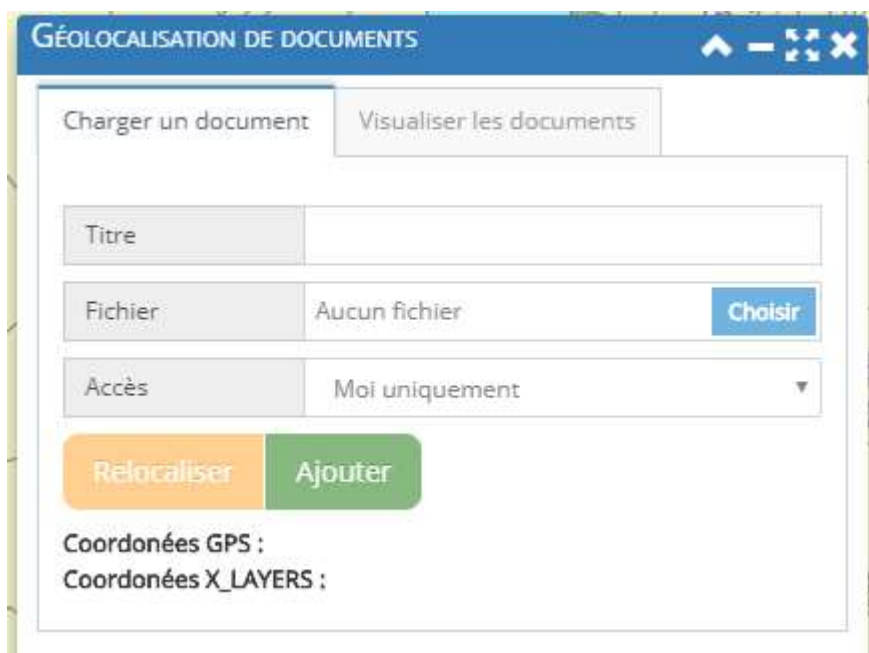 GÉOLOCALISATION DE DOCUMENTS
Charger un document Visualiser les documents
Titre
Fichier Aucun fichier Choisir
Accès Moi uniquement
Relocaliser Ajouter
Coordonées GPS :
Coordonées X_LAYERS :